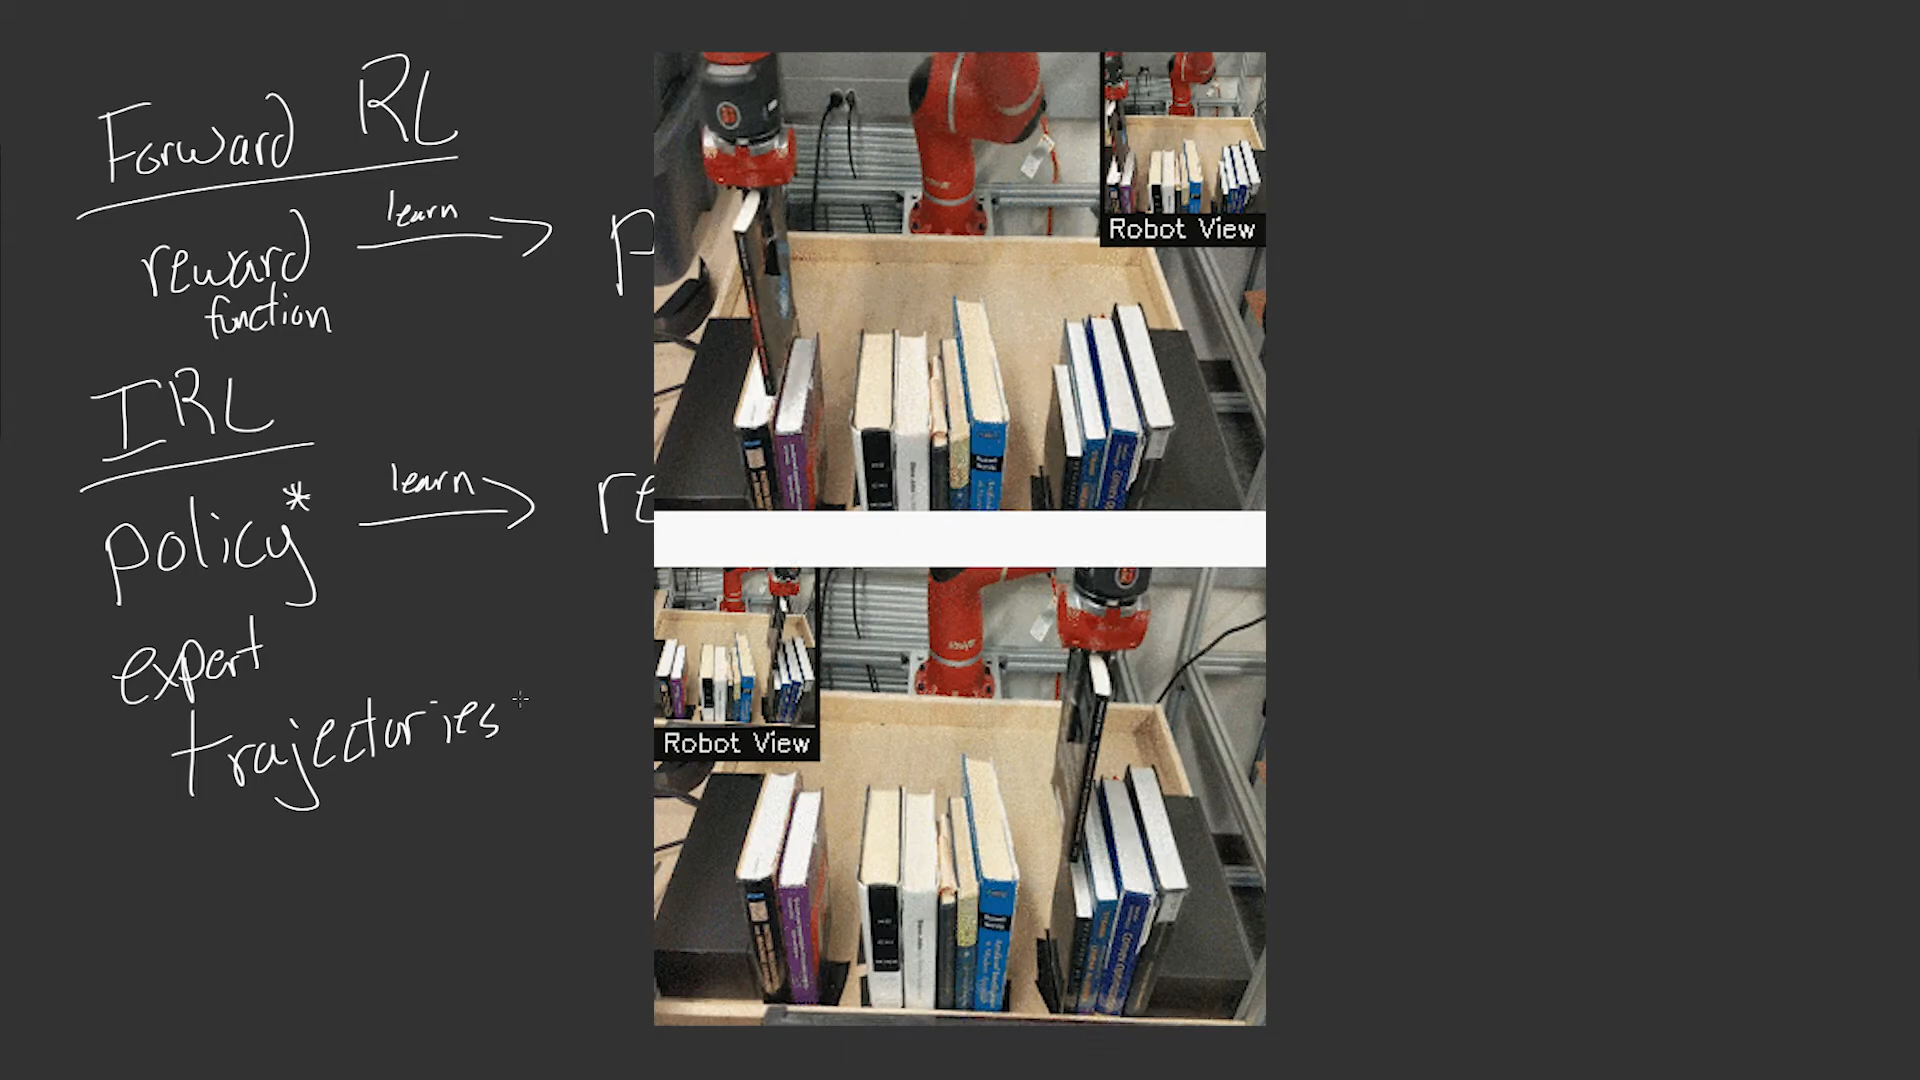 Forward RL
learn
reward
function
P
IRL
learn
policy*
re
expert
trajectories
Robot View
Robot View